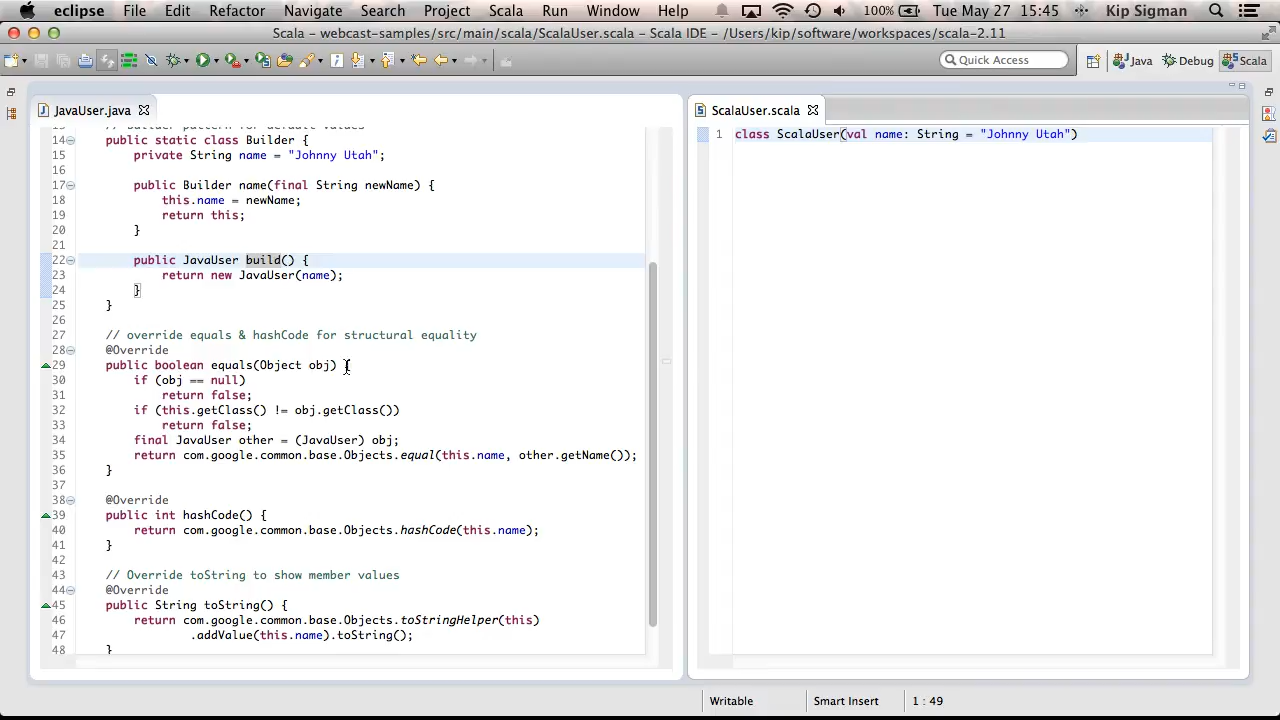 eclipse File Edit Refactor Navigate Search Project Scala Run Window Help 100% Tue May 27 15:45 Kip Sigman
Scala - webcast-samples/src/main/scala/ScalaUser.scala - Scala IDE - /Users/kip/software/workspaces/scala-2.11
Quick Access Java Debug Scala
JavaUser.java
13 // Builder pattern for default values
14 public static class Builder {
15 private String name = "Johnny Utah";
16
17 public Builder name(final String newName) {
18 this.name = newName;
19 return this;
20 }
21
22 public JavaUser build() {
23 return new JavaUser(name);
24 }
25 }
26
27 // override equals & hashCode for structural equality
28 @Override
29 public boolean equals(Object obj) {
30 if (obj == null)
31 return false;
32 if (this.getClass() != obj.getClass())
33 return false;
34 final JavaUser other = (JavaUser) obj;
35 return com.google.common.base.Objects.equal(this.name, other.getName());
36 }
37
38 @Override
39 public int hashCode() {
40 return com.google.common.base.Objects.hashCode(this.name);
41 }
42
43 // Override toString to show member values
44 @Override
45 public String toString() {
46 return com.google.common.base.Objects.toStringHelper(this)
47 .addValue(this.name).toString();
48 }
ScalaUser.scala
1 class ScalaUser(val name: String = "Johnny Utah")
Writable Smart Insert 1 : 49